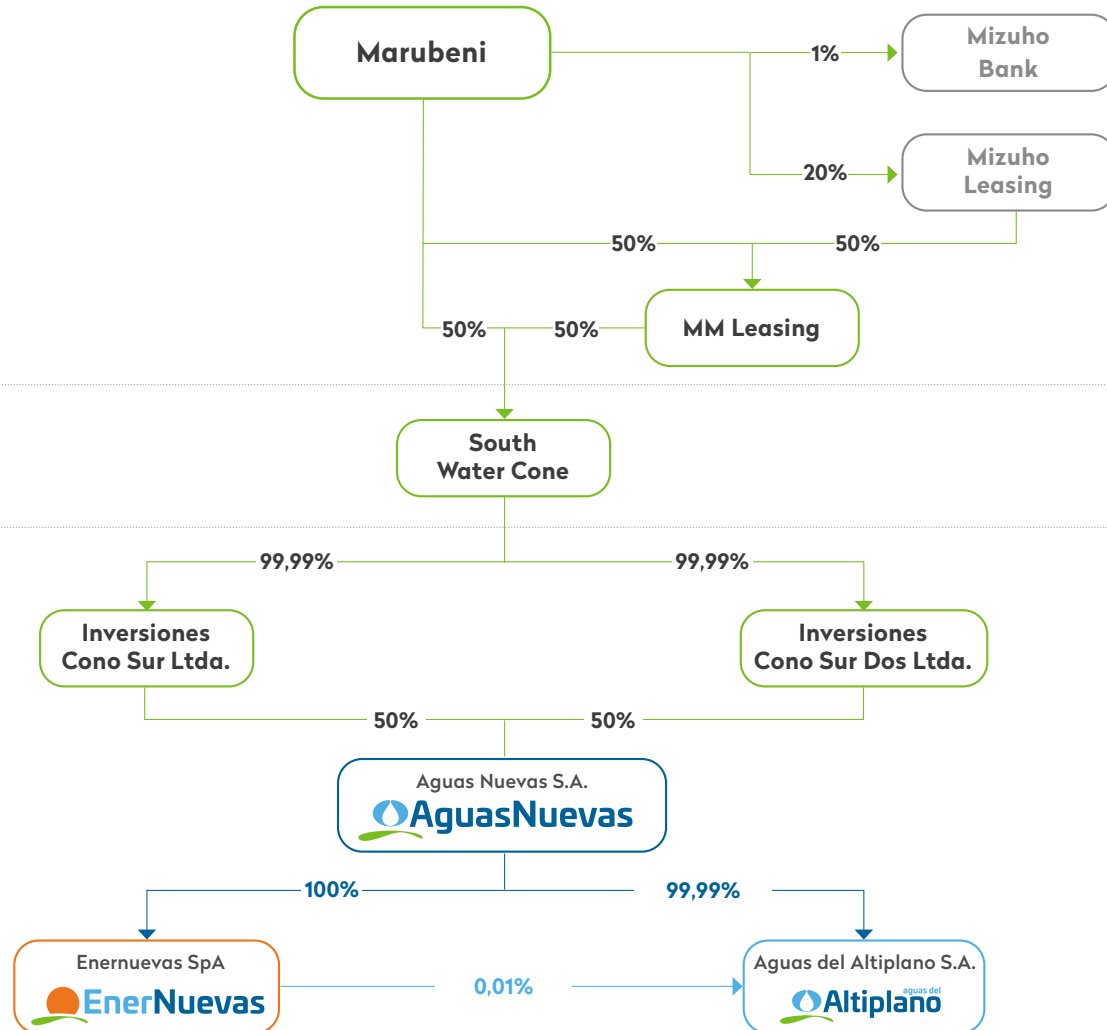 Marubeni
1%
Mizuho
Bank
20%
Mizuho
Leasing
50%
50%
50%
50%
MM Leasing
South
Water Cone
99,99%
99,99%
Inversiones
Cono Sur Ltda.
Inversiones
Cono Sur Dos Ltda.
50%
50%
Aguas Nuevas S.A.
AguasNuevas
100%
99,99%
Enernuevas SpA
EnerNuevas
0,01%
Aguas del Altiplano S.A.
aguas del
Altiplano